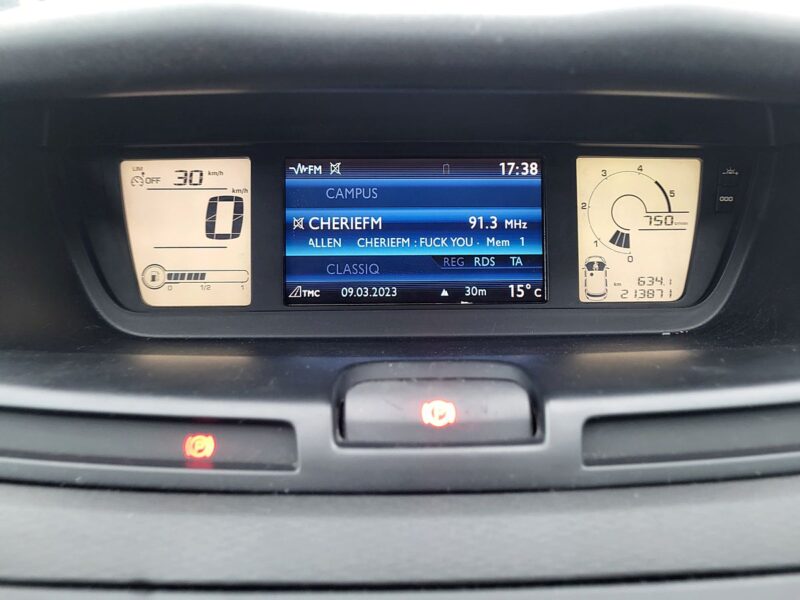 LIM
OFF 30 km/h
km/h
0
0 1/2 1
FM 17:38
CAMPUS
CHERIEFM 91.3 MHz
ALLEN CHERIEFM : FUCK YOU - Mem 1
CLASSIQ REG RDS TA
TMC 09.03.2023 30m 15°C
4
3 5
2 750
1 0
km 634.1
213871
P
P